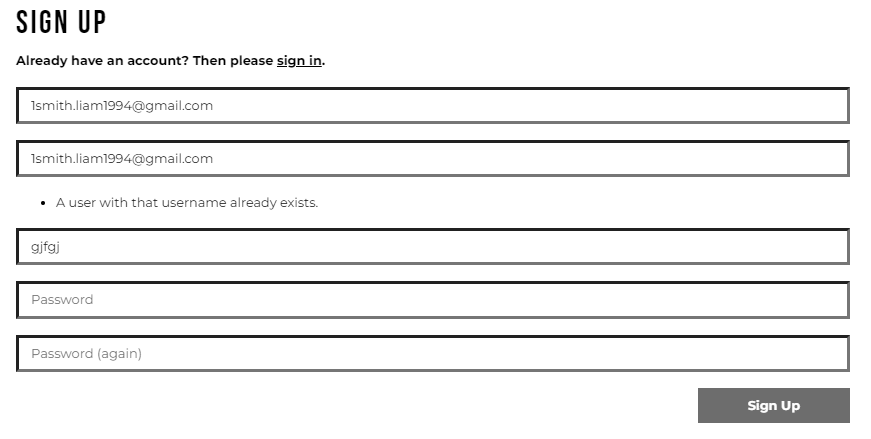 SIGN UP
Already have an account? Then please sign in.
1smith.liam1994@gmail.com
1smith.liam1994@gmail.com
• A user with that username already exists.
gjfgj
Password
Password (again)
Sign Up